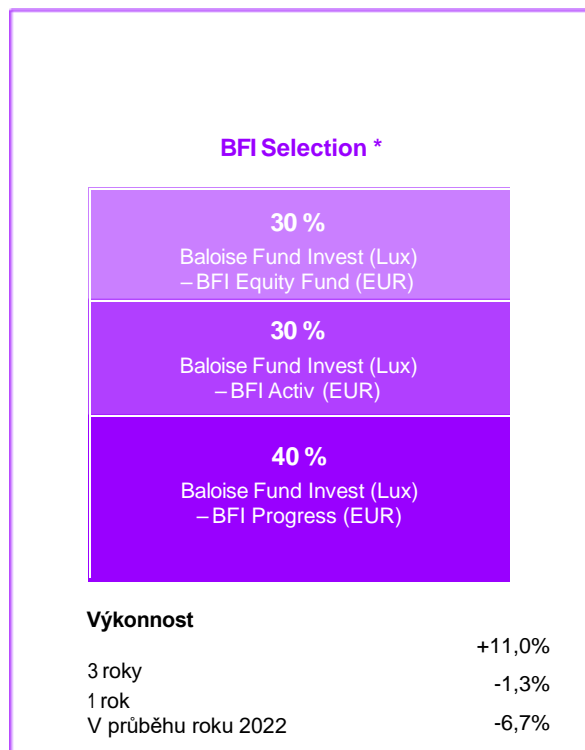 BFI Selection *
30 %
Baloise Fund Invest (Lux)
– BFI Equity Fund (EUR)
30 %
Baloise Fund Invest (Lux)
– BFI Activ (EUR)
40 %
Baloise Fund Invest (Lux)
– BFI Progress (EUR)
Výkonnost
+11,0%
3 roky
-1,3%
1 rok
V průběhu roku 2022 -6,7%